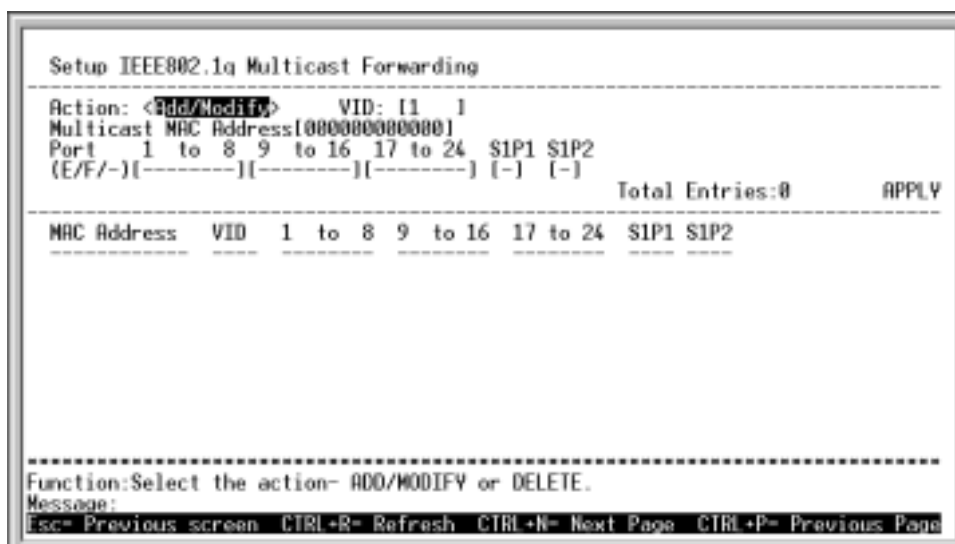 Setup IEEE802.1q Multicast Forwarding
Action: <Add/Modify> VID: [1 ]
Multicast MAC Address[000000000000]
Port 1 to 8 9 to 16 17 to 24 S1P1 S1P2
(E/F/-)[--------][--------][--------] [-] [-]
Total Entries:0 APPLY
MAC Address VID 1 to 8 9 to 16 17 to 24 S1P1 S1P2
Function:Select the action- ADD/MODIFY or DELETE.
Message:
Esc= Previous screen CTRL+R= Refresh CTRL+N= Next Page CTRL+P= Previous Page